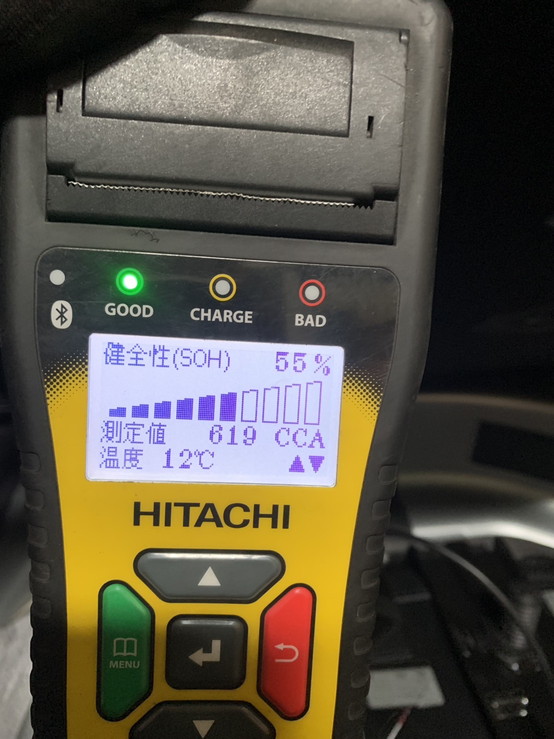 GOOD
CHARGE
BAD
健全性(SOH) 55%
測定値 619 CCA
温度 12℃ ▲▼
HITACHI
MENU